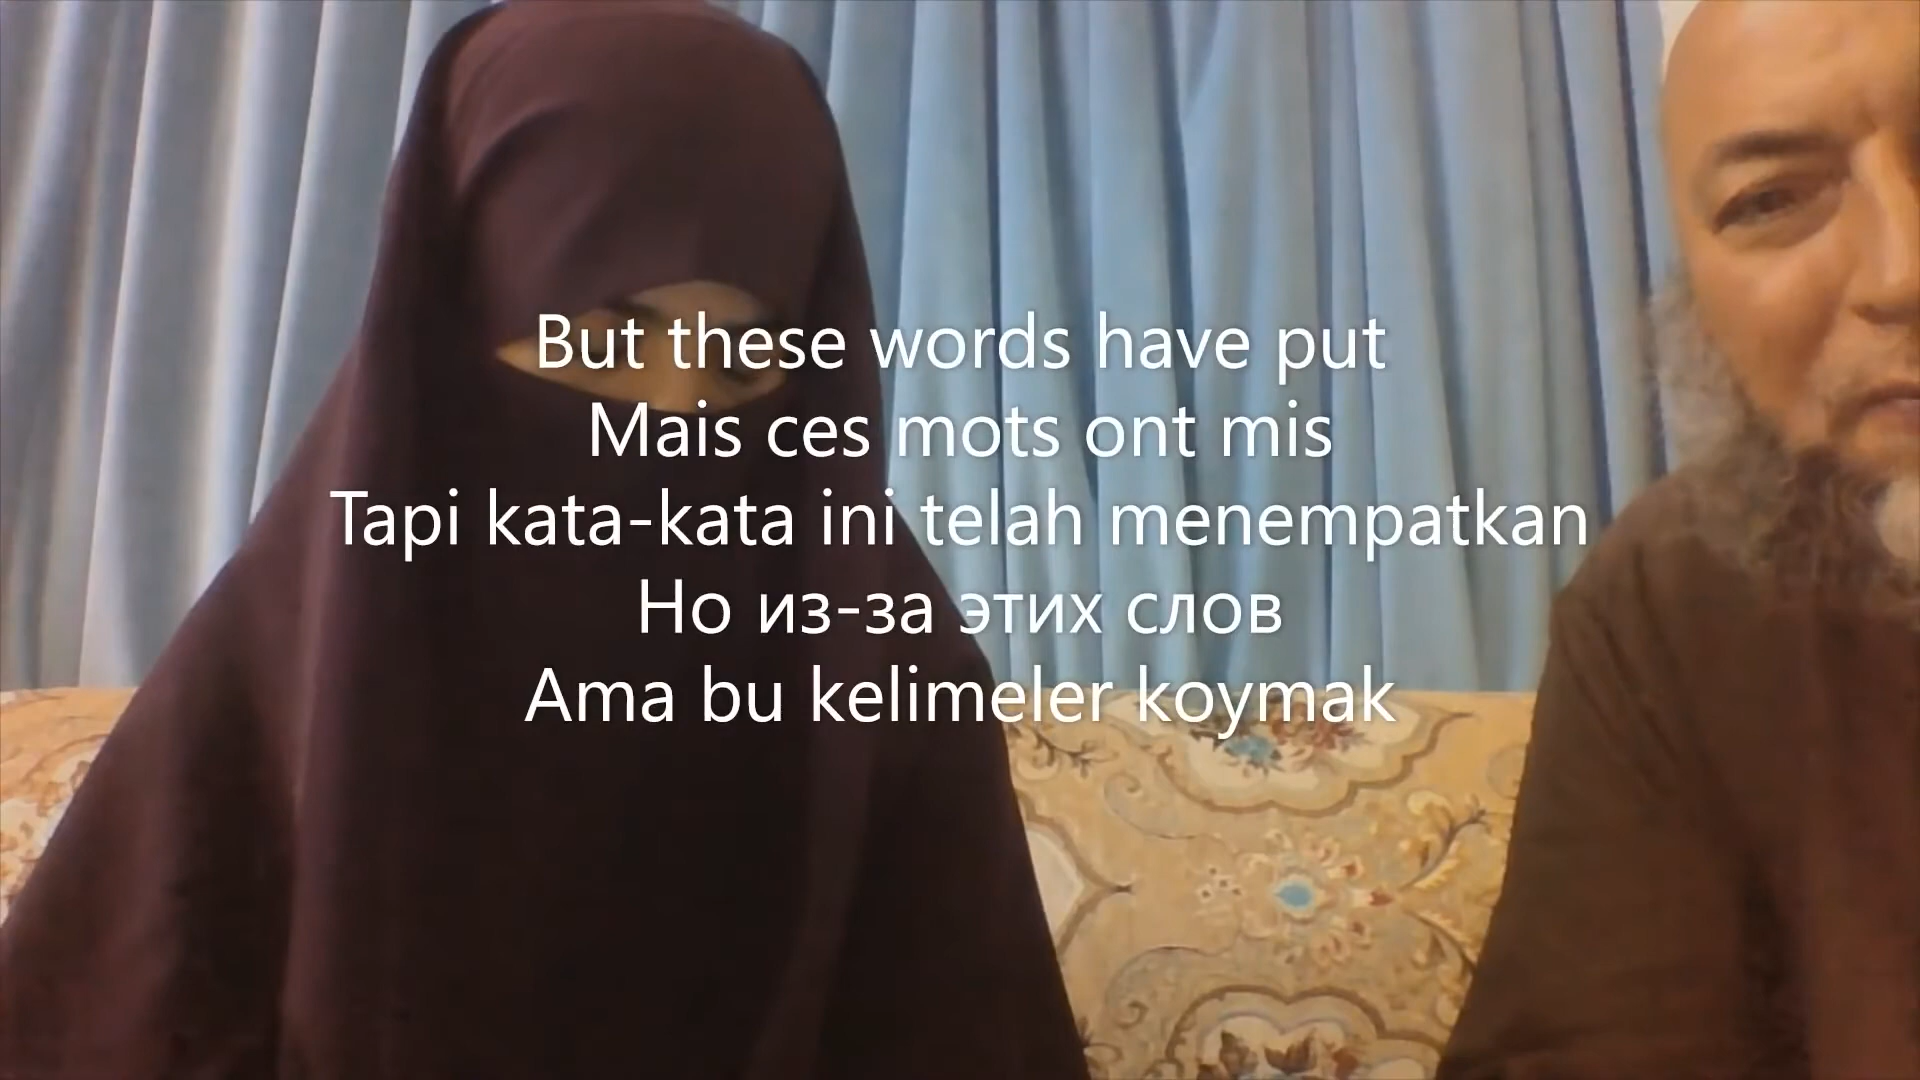 But these words have put
Mais ces mots ont mis
Tapi kata-kata ini telah menempatkan
Но из-за этих слов
Ama bu kelimeler koymak